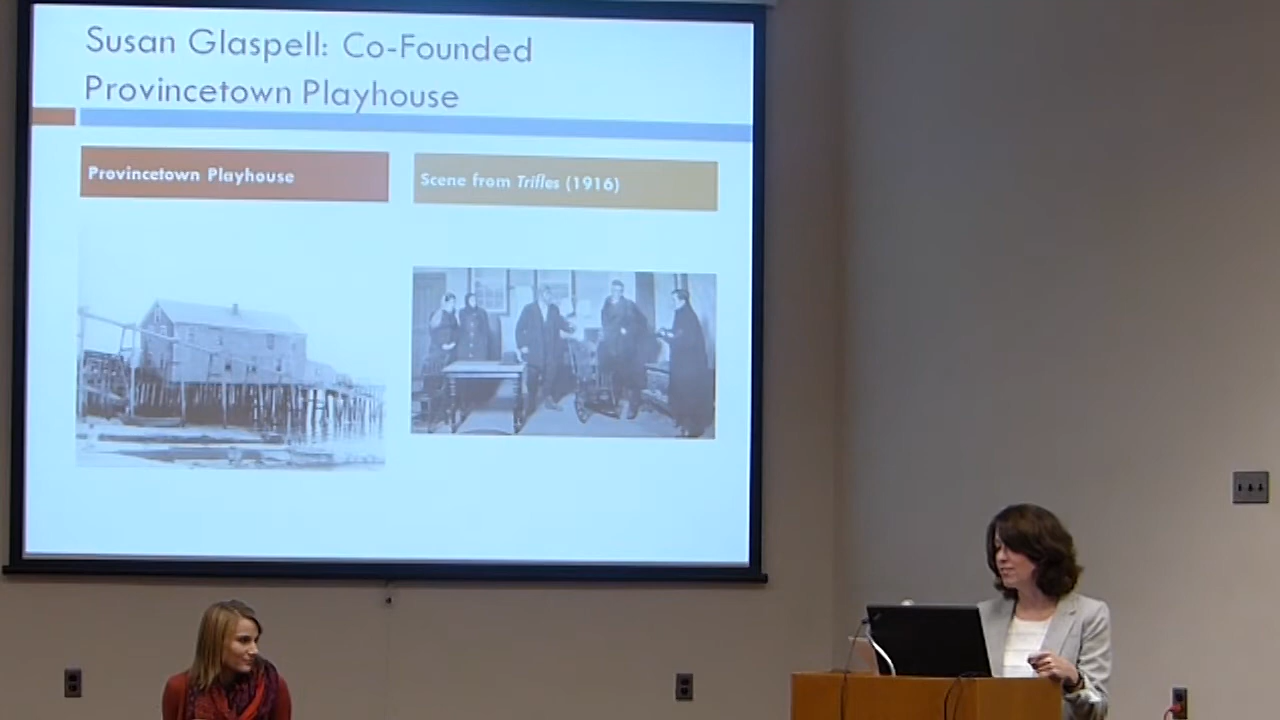 Susan Glaspell: Co-Founded
Provincetown Playhouse
Provincetown Playhouse
Scene from Trifles (1916)